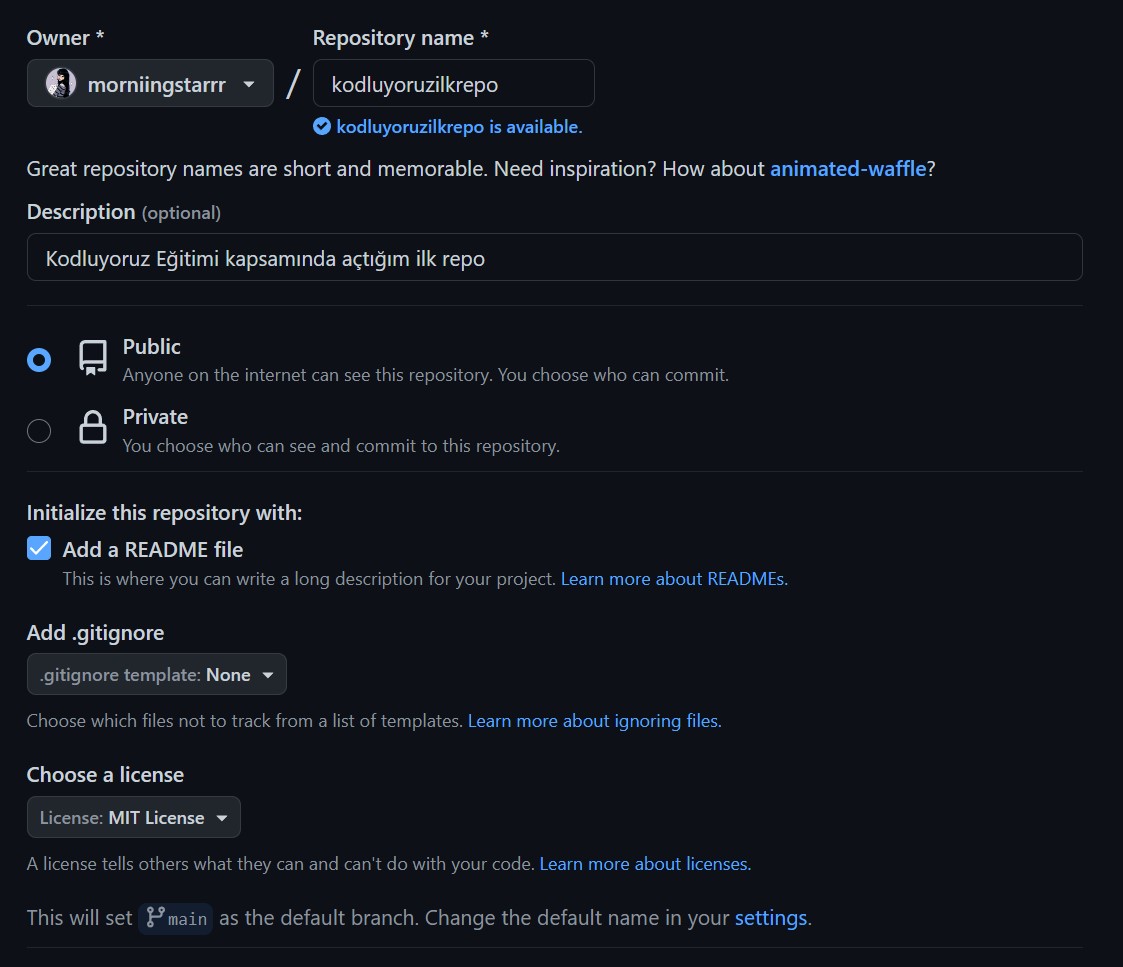 Owner *
Repository name *
morniingstarrr / kodluyoruzilkrepo
kodluyoruzilkrepo is available.
Great repository names are short and memorable. Need inspiration? How about animated-waffle?
Description (optional)
Kodluyoruz Eğitimi kapsamında açtığım ilk repo
Public
Anyone on the internet can see this repository. You choose who can commit.
Private
You choose who can see and commit to this repository.
Initialize this repository with:
Add a README file
This is where you can write a long description for your project. Learn more about READMEs.
Add .gitignore
.gitignore template: None
Choose which files not to track from a list of templates. Learn more about ignoring files.
Choose a license
License: MIT License
A license tells others what they can and can't do with your code. Learn more about licenses.
This will set main as the default branch. Change the default name in your settings.